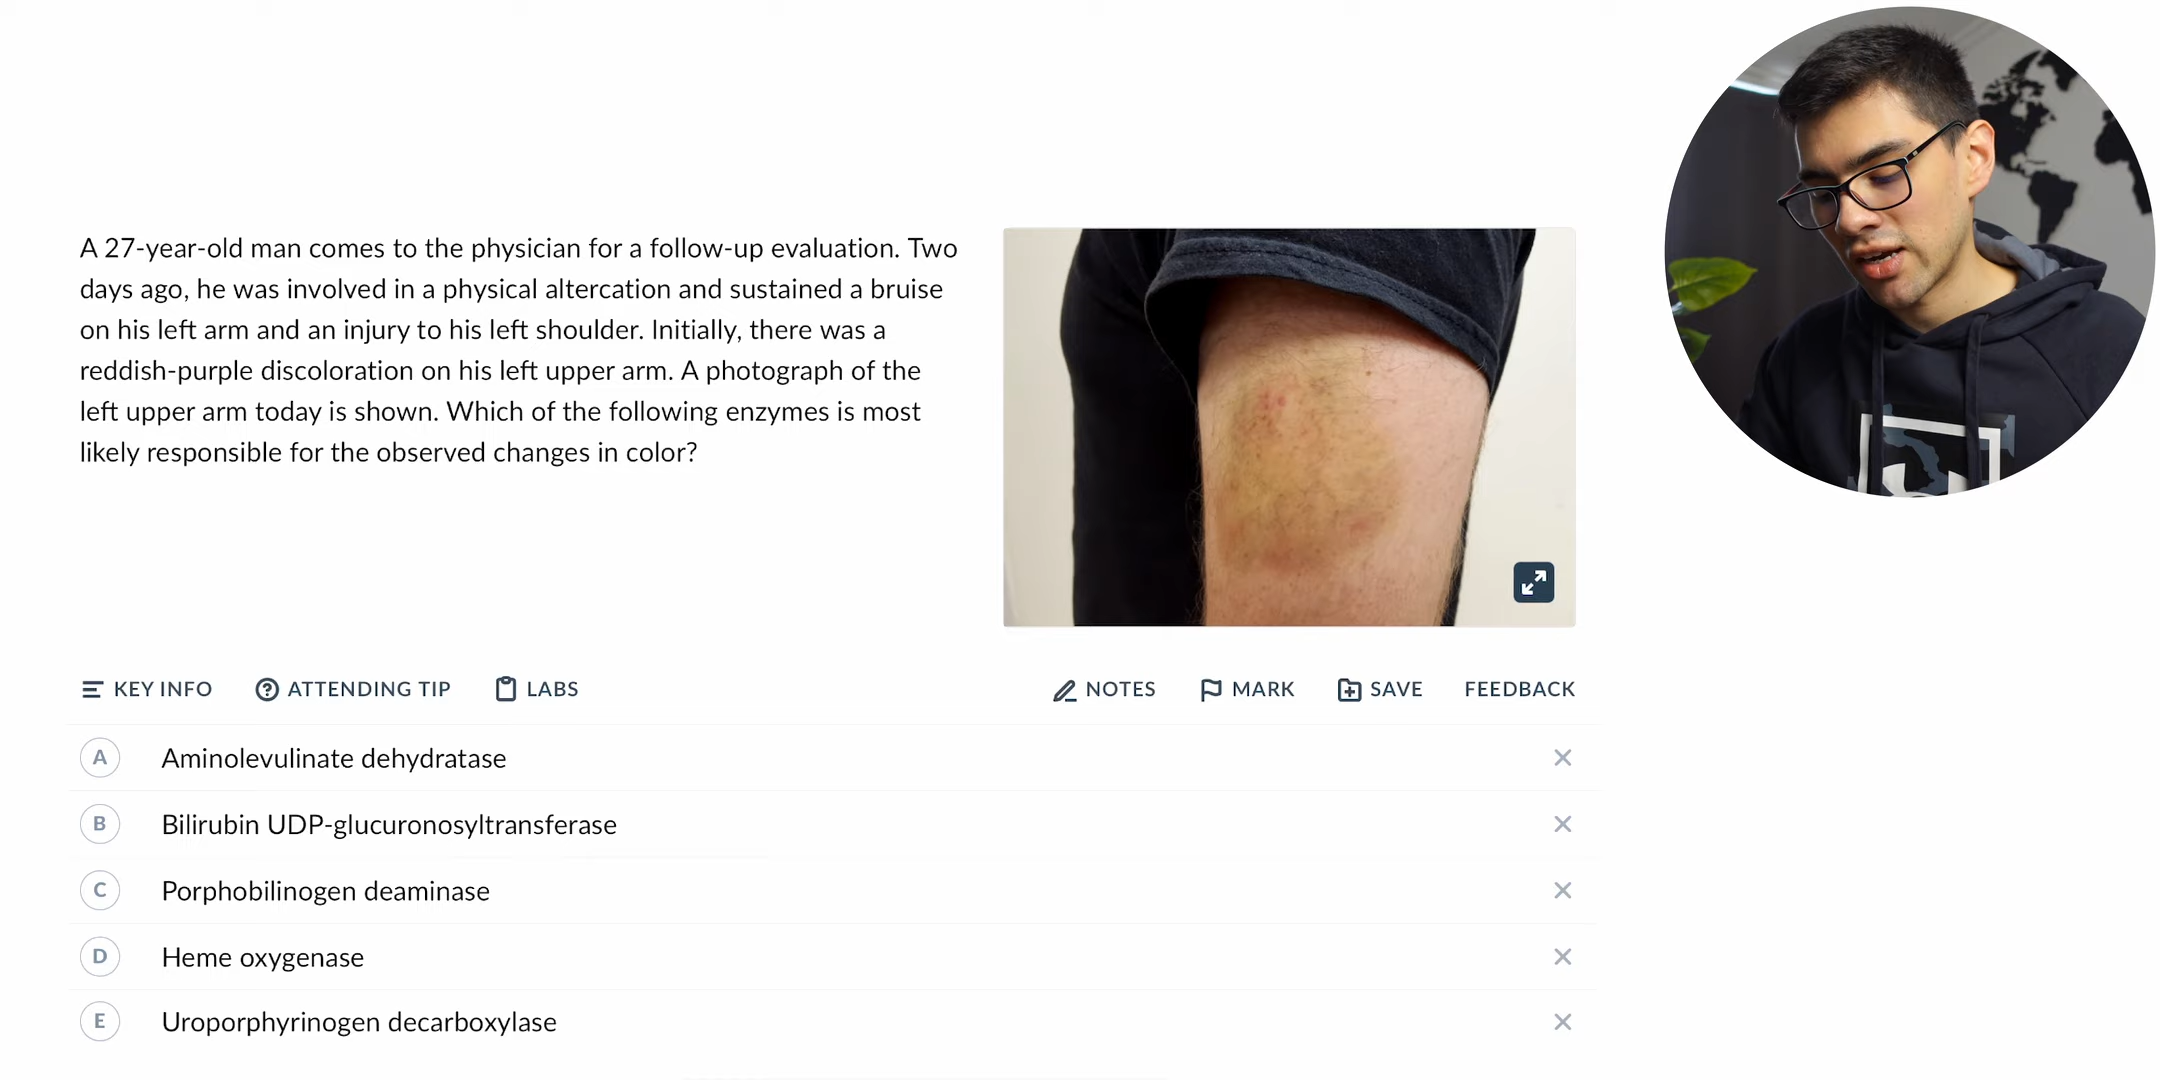 A 27-year-old man comes to the physician for a follow-up evaluation. Two
days ago, he was involved in a physical altercation and sustained a bruise
on his left arm and an injury to his left shoulder. Initially, there was a
reddish-purple discoloration on his left upper arm. A photograph of the
left upper arm today is shown. Which of the following enzymes is most
likely responsible for the observed changes in color?
KEY INFO ATTENDING TIP LABS NOTES MARK SAVE FEEDBACK
A Aminolevulinate dehydratase
B Bilirubin UDP-glucuronosyltransferase
C Porphobilinogen deaminase
D Heme oxygenase
E Uroporphyrinogen decarboxylase